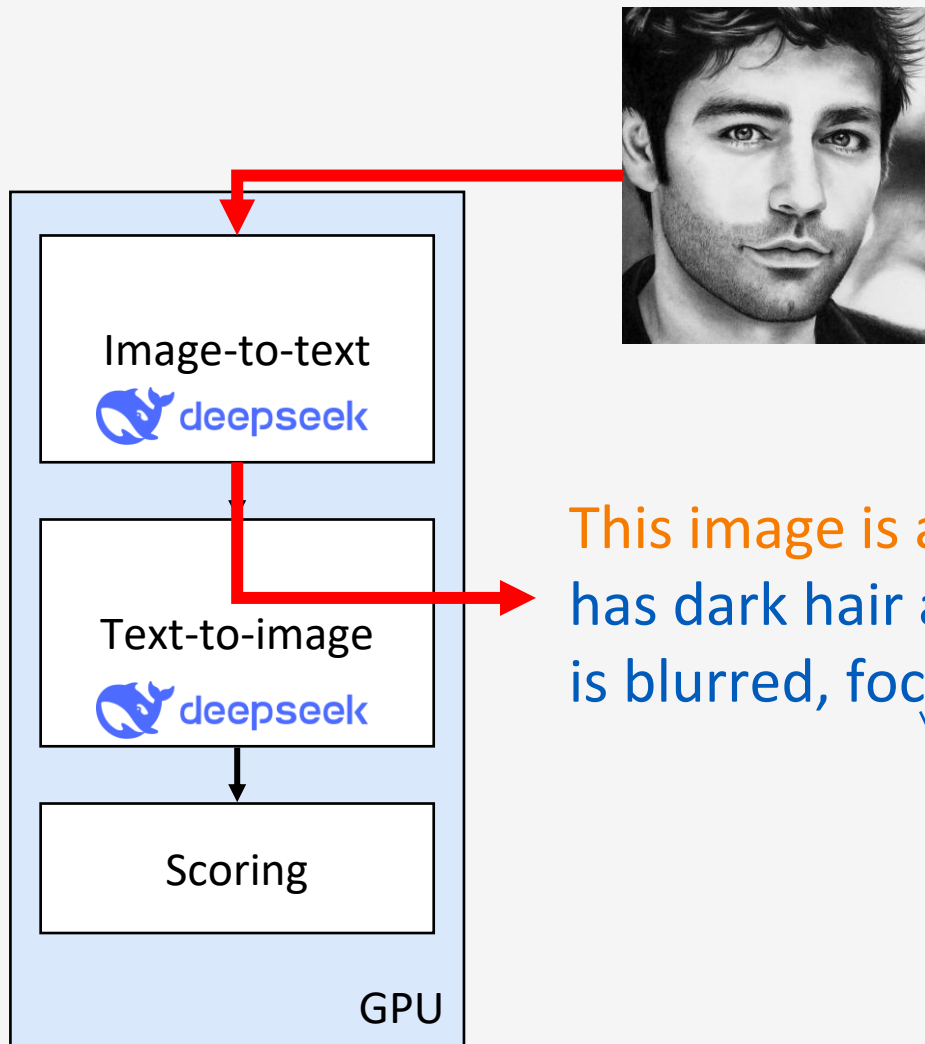 Image-to-text
deepseek
This image is
has dark hair
Text-to-image
is blurred, foc
deepseek
Scoring
GPU